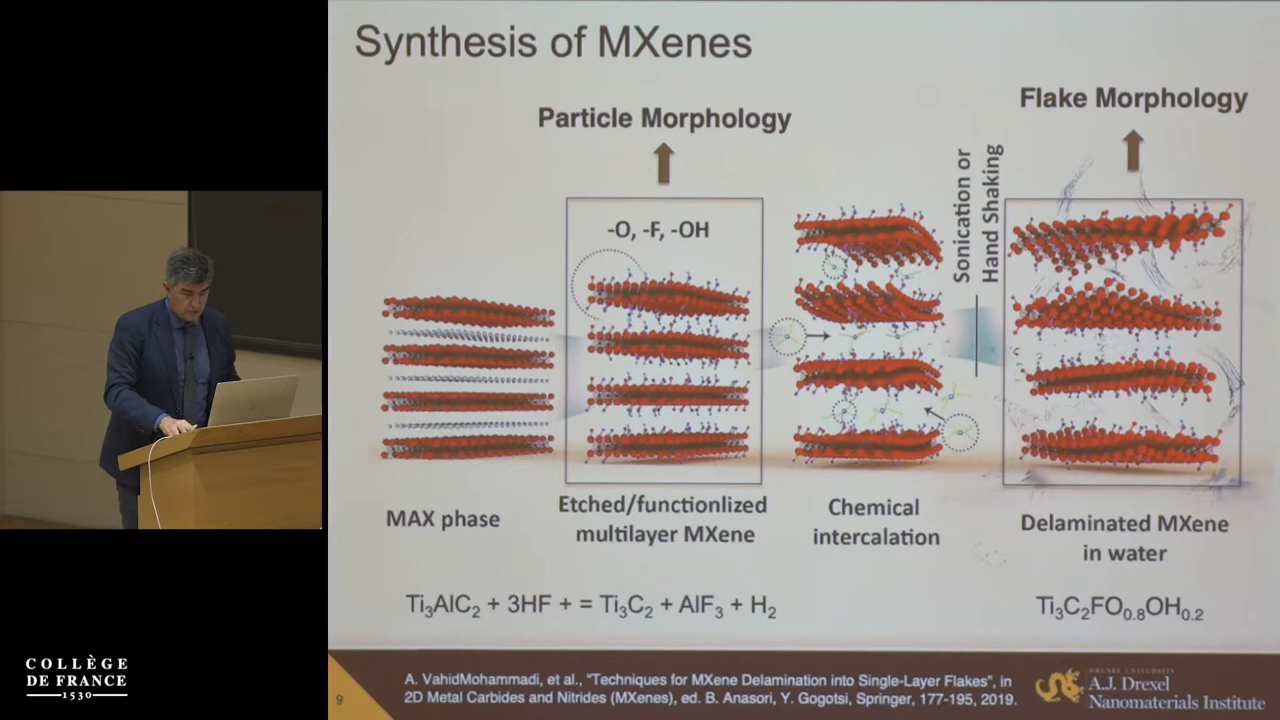 Synthesis of MXenes
Particle Morphology
Flake Morphology
-O, -F, -OH
Sonication or
Hand Shaking
MAX phase
Etched/functionlized
multilayer MXene
Chemical
intercalation
Delaminated MXene
in water
Ti₃AlC₂ + 3HF + = Ti₃C₂ + AlF₃ + H₂
Ti₃C₂FO₀.₈OH₀.₂
COLLÈGE
DE FRANCE
1530
9
A. VahidMohammadi, et al., "Techniques for MXene Delamination into Single-Layer Flakes", in
2D Metal Carbides and Nitrides (MXenes), ed. B. Anasori, Y. Gogotsi, Springer, 177-195, 2019.
DREXEL UNIVERSITY
A.J. Drexel
Nanomaterials Institute